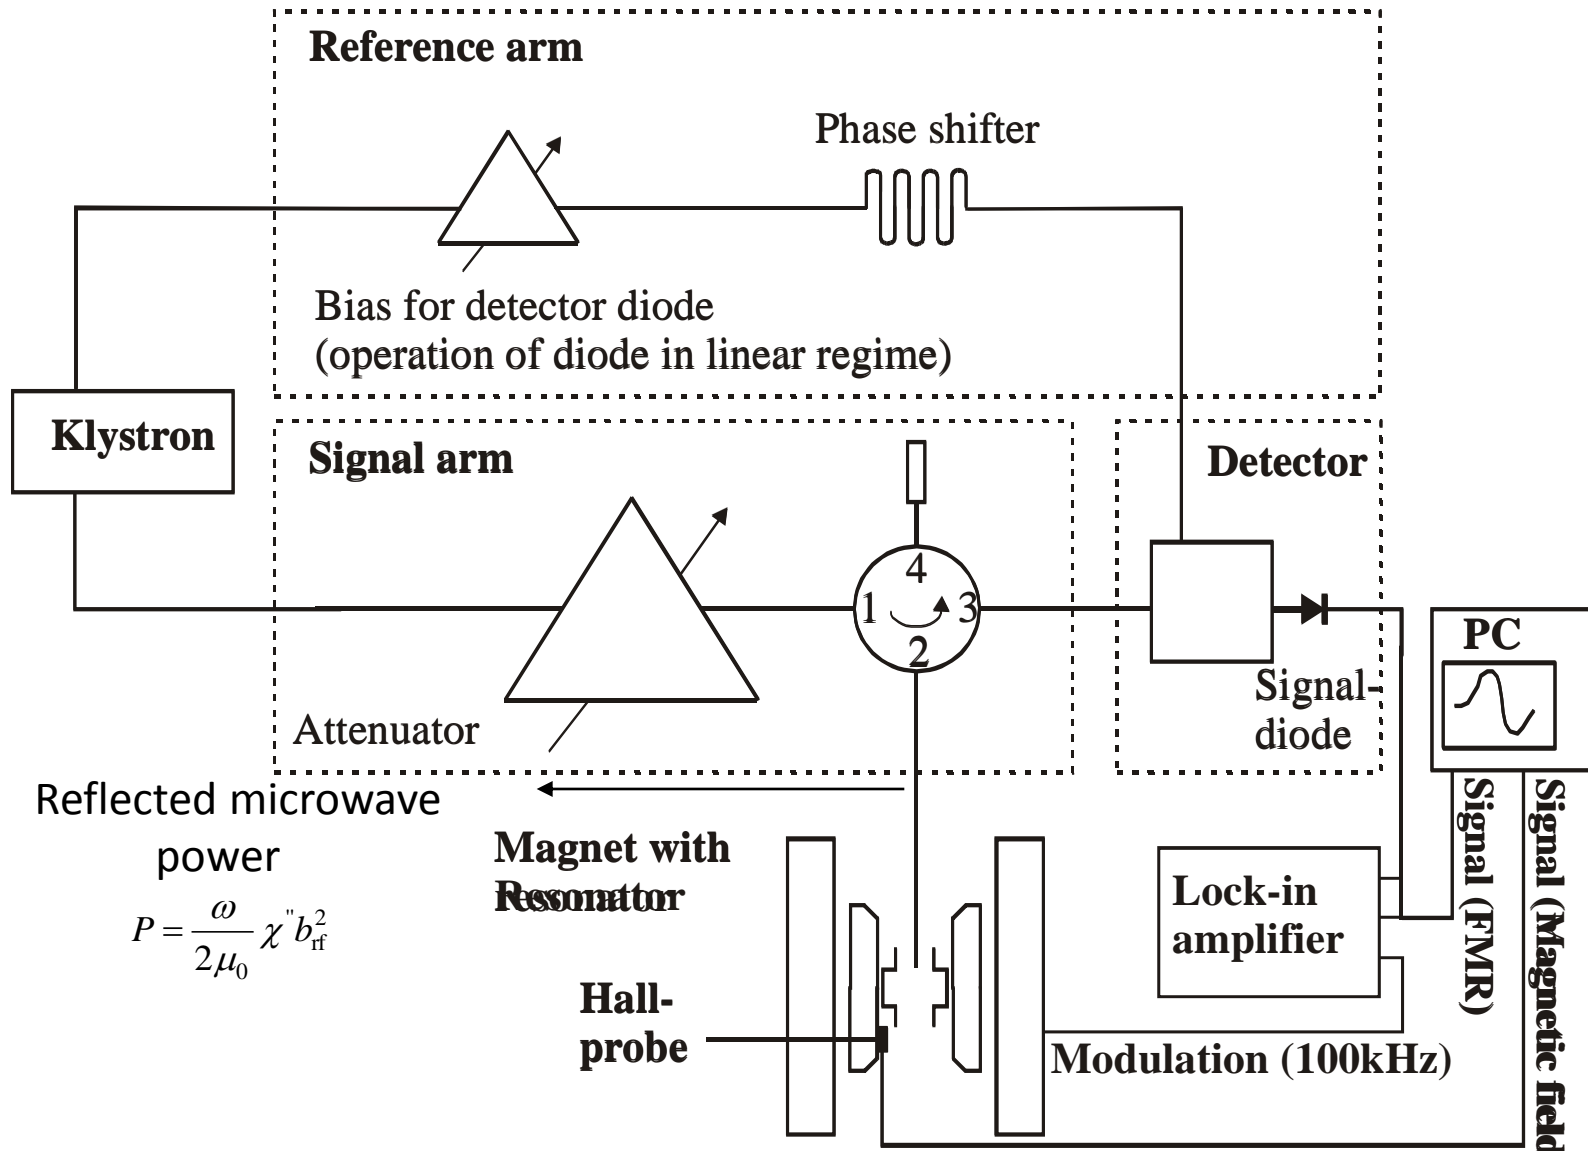 Reference arm
Phase shifter
Bias for detector diode
(operation of diode in linear regime)
Klystron
Signal arm
Detector
4
1
3
2
PC
Signal-
diode
Attenuator
Reflected microwave
power
P = ω/2μ₀ χ"b²rf
Magnet with
Resonator
Lock-in
amplifier
Signal (FMR)
Signal (Magnetic field
Hall-
probe
Modulation (100kHz)